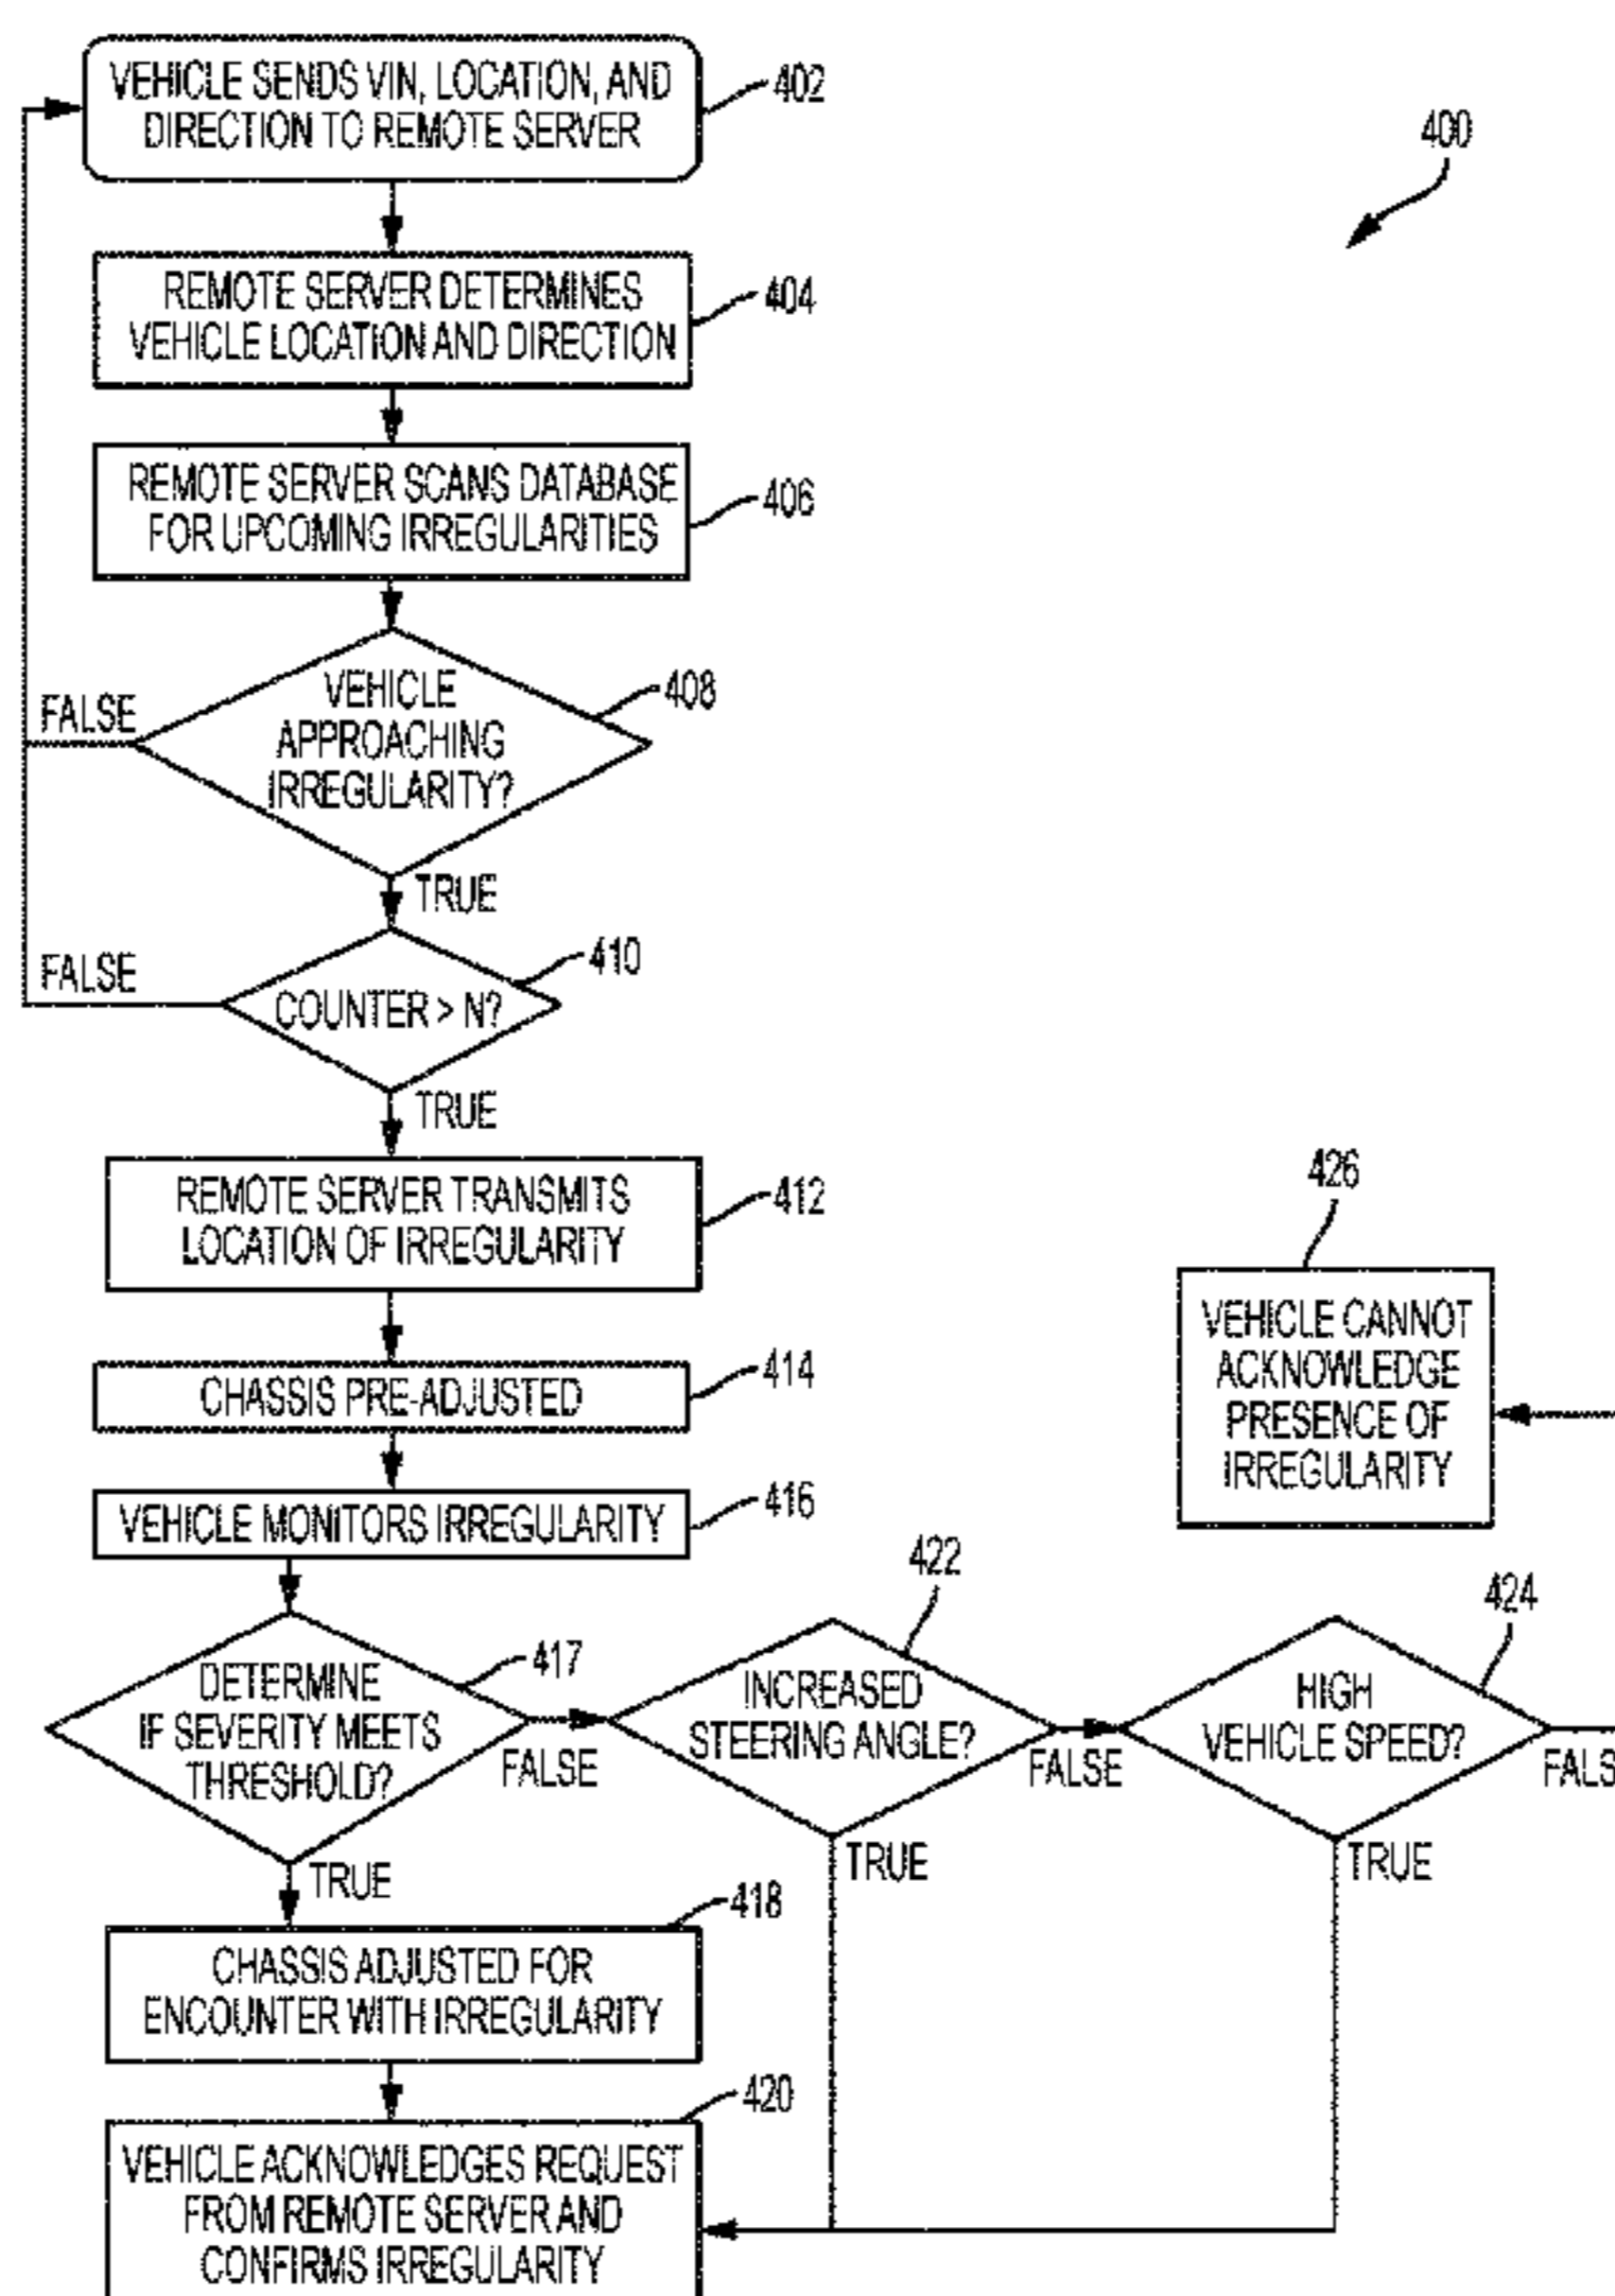 VEHICLE SENDS VIN, LOCATION, AND
DIRECTION TO REMOTE SERVER
402
400
REMOTE SERVER DETERMINES
VEHICLE LOCATION AND DIRECTION
404
REMOTE SERVER SCANS DATABASE
FOR UPCOMING IRREGULARITIES
406
VEHICLE
APPROACHING
IRREGULARITY?
408
FALSE
TRUE
COUNTER > N?
410
FALSE
TRUE
REMOTE SERVER TRANSMITS
LOCATION OF IRREGULARITY
412
CHASSIS PRE-ADJUSTED
414
VEHICLE MONITORS IRREGULARITY
416
426
VEHICLE CANNOT
ACKNOWLEDGE
PRESENCE OF
IRREGULARITY
DETERMINE
IF SEVERITY MEETS
THRESHOLD?
417
FALSE
TRUE
422
INCREASED
STEERING ANGLE?
FALSE
TRUE
424
HIGH
VEHICLE SPEED?
FALS
TRUE
418
CHASSIS ADJUSTED FOR
ENCOUNTER WITH IRREGULARITY
420
VEHICLE ACKNOWLEDGES REQUEST
FROM REMOTE SERVER AND
CONFIRMS IRREGULARITY